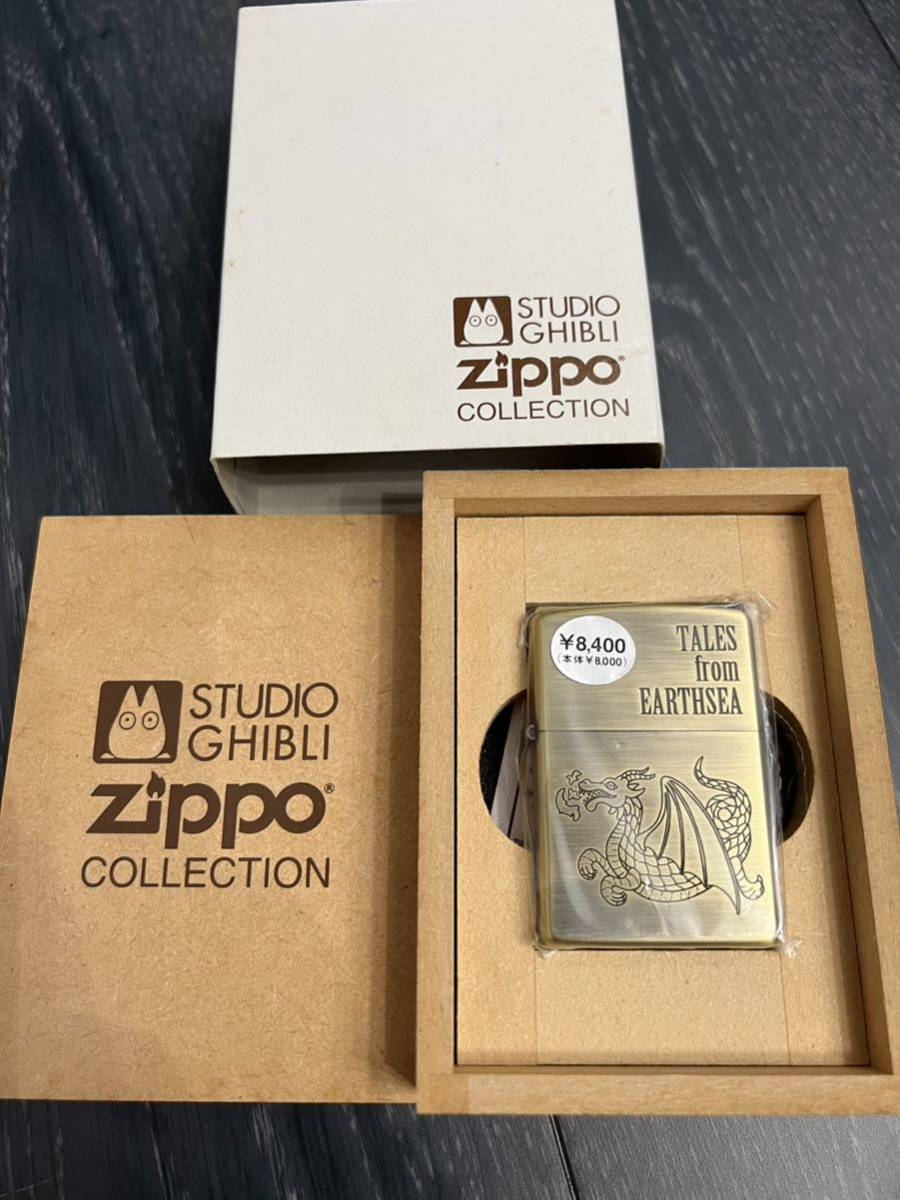 STUDIO
GHIBLI
Zippo®
COLLECTION
STUDIO
GHIBLI
Zippo®
COLLECTION
¥8,400
(本体¥8,000)
TALES
from
EARTHSEA